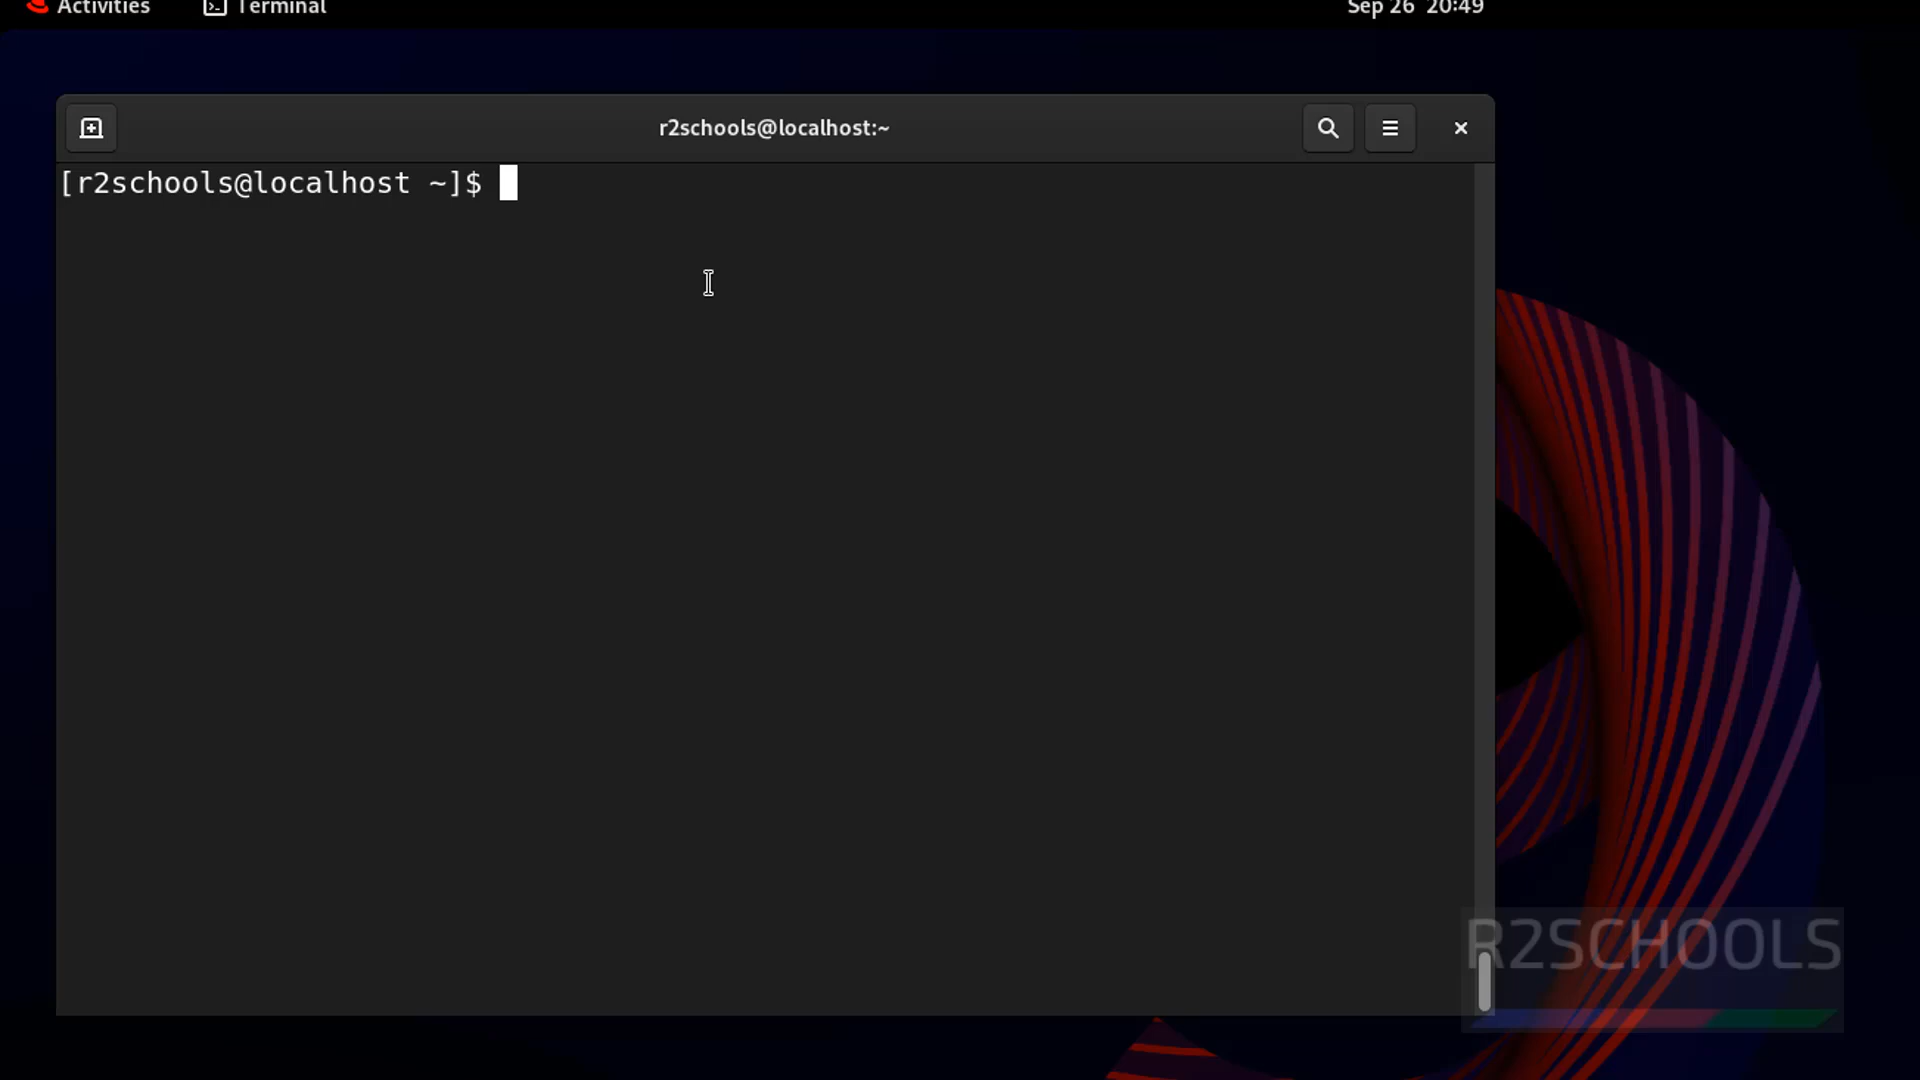 Activities
Terminal
Sep 26 20:49
r2schools@localhost:~
[r2schools@localhost ~]$
R2SCHOOLS